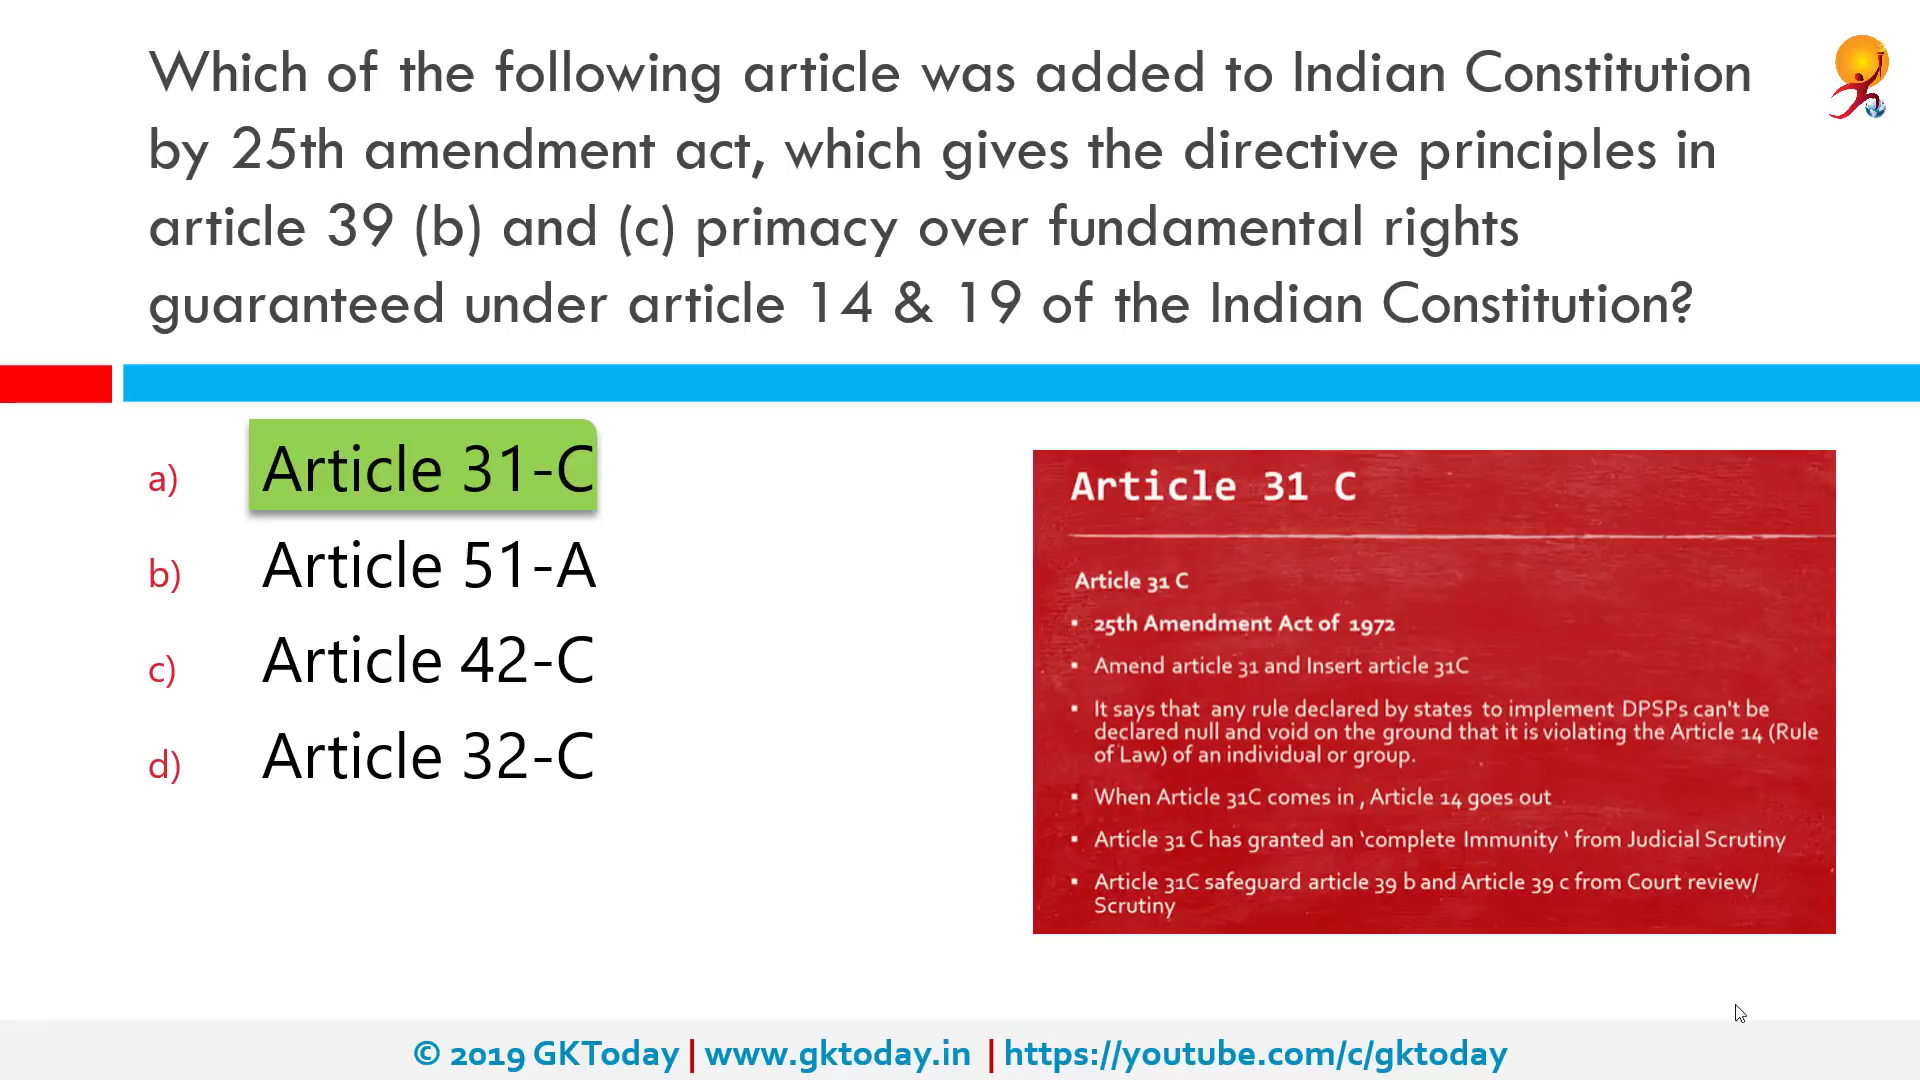 Which of the following article was added to Indian Constitution
by 25th amendment act, which gives the directive principles in
article 39 (b) and (c) primacy over fundamental rights
guaranteed under article 14 & 19 of the Indian Constitution?
a) Article 31-C
b) Article 51-A
c) Article 42-C
d) Article 32-C
Article 31 C
Article 31 C
▪ 25th Amendment Act of 1972
▪ Amend article 31 and Insert article 31C
▪ It says that any rule declared by states to implement DPSPs can't be
declared null and void on the ground that it is violating the Article 14 (Rule
of Law) of an individual or group.
▪ When Article 31C comes in , Article 14 goes out
▪ Article 31 C has granted an ‘complete Immunity ‘ from Judicial Scrutiny
▪ Article 31C safeguard article 39 b and Article 39 c from Court review/
Scrutiny
© 2019 GKToday | www.gktoday.in | https://youtube.com/c/gktoday